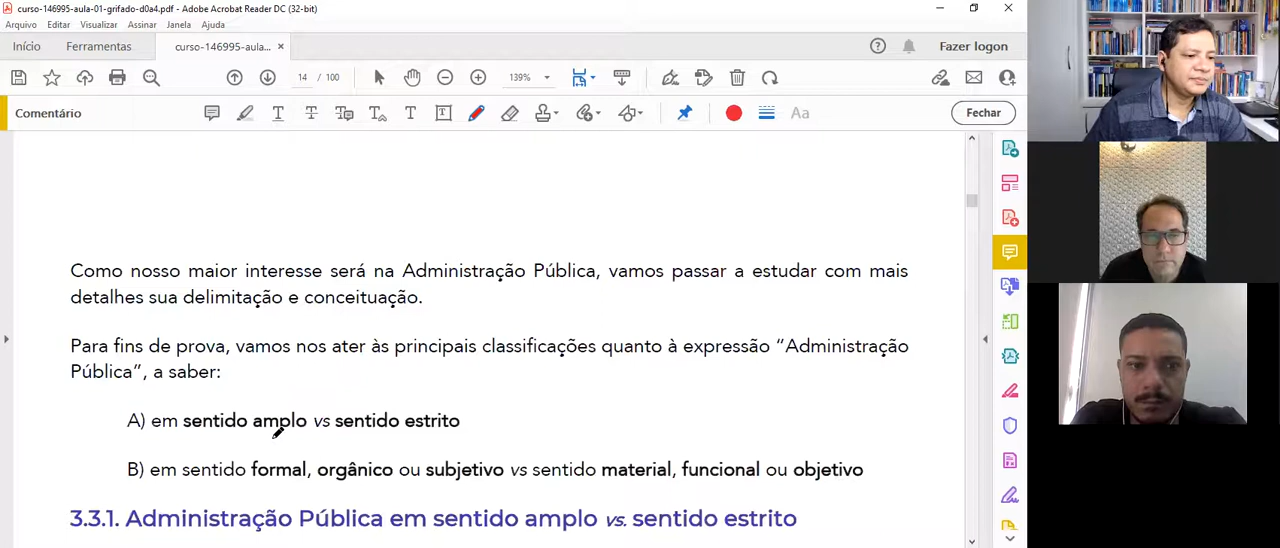 curso-146995-aula-01-grifado-d0a4.pdf - Adobe Acrobat Reader DC (32-bit)
Arquivo Editar Visualizar Assinar Janela Ajuda
Início Ferramentas curso-146995-aula... × Fazer logon
14 / 100 139%
Comentário Aa Fechar
Como nosso maior interesse será na Administração Pública, vamos passar a estudar com mais
detalhes sua delimitação e conceituação.
Para fins de prova, vamos nos ater às principais classificações quanto à expressão “Administração
Pública”, a saber:
A) em sentido amplo vs sentido estrito
B) em sentido formal, orgânico ou subjetivo vs sentido material, funcional ou objetivo
3.3.1. Administração Pública em sentido amplo vs. sentido estrito